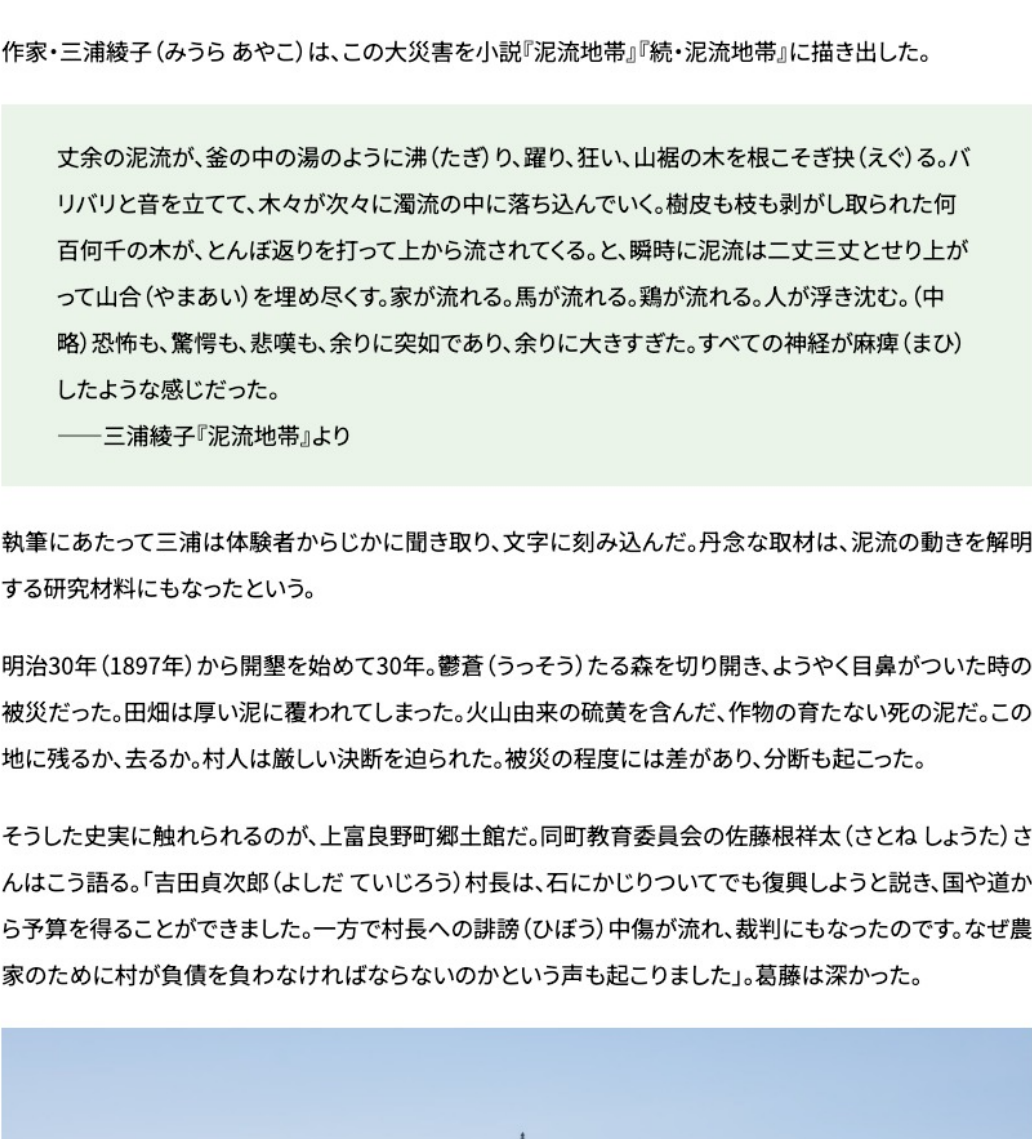 作家・三浦綾子（みうら あやこ）は、この大災害を小説『泥流地帯』『続・泥流地帯』に描き出した。
丈余の泥流が、釜の中の湯のように沸（たぎ）り、躍り、狂い、山裾の木を根こそぎ抉（えぐ）る。バ
リバリと音を立てて、木々が次々に濁流の中に落ち込んでいく。樹皮も枝も剥がし取られた何
百何千の木が、とんぼ返りを打って上から流されてくる。と、瞬時に泥流は二丈三丈とせり上が
って山合（やまあい）を埋め尽くす。家が流れる。馬が流れる。鶏が流れる。人が浮き沈む。（中
略）恐怖も、驚愕も、悲嘆も、余りに突如であり、余りに大きすぎた。すべての神経が麻痺（まひ）
したような感じだった。
――三浦綾子『泥流地帯』より
執筆にあたって三浦は体験者からじかに聞き取り、文字に刻み込んだ。丹念な取材は、泥流の動きを解明
する研究材料にもなったという。
明治30年（1897年）から開墾を始めて30年。鬱蒼（うっそう）たる森を切り開き、ようやく目鼻がついた時の
被災だった。田畑は厚い泥に覆われてしまった。火山由来の硫黄を含んだ、作物の育たない死の泥だ。この
地に残るか、去るか。村人は厳しい決断を迫られた。被災の程度には差があり、分断も起こった。
そうした史実に触れられるのが、上富良野町郷土館だ。同町教育委員会の佐藤根祥太（さとね しょうた）さ
んはこう語る。「吉田貞次郎（よしだ ていじろう）村長は、石にかじりついてでも復興しようと説き、国や道か
ら予算を得ることができました。一方で村長への誹謗（ひぼう）中傷が流れ、裁判にもなったのです。なぜ農
家のために村が負債を負わなければならないのかという声も起こりました」。葛藤は深かった。